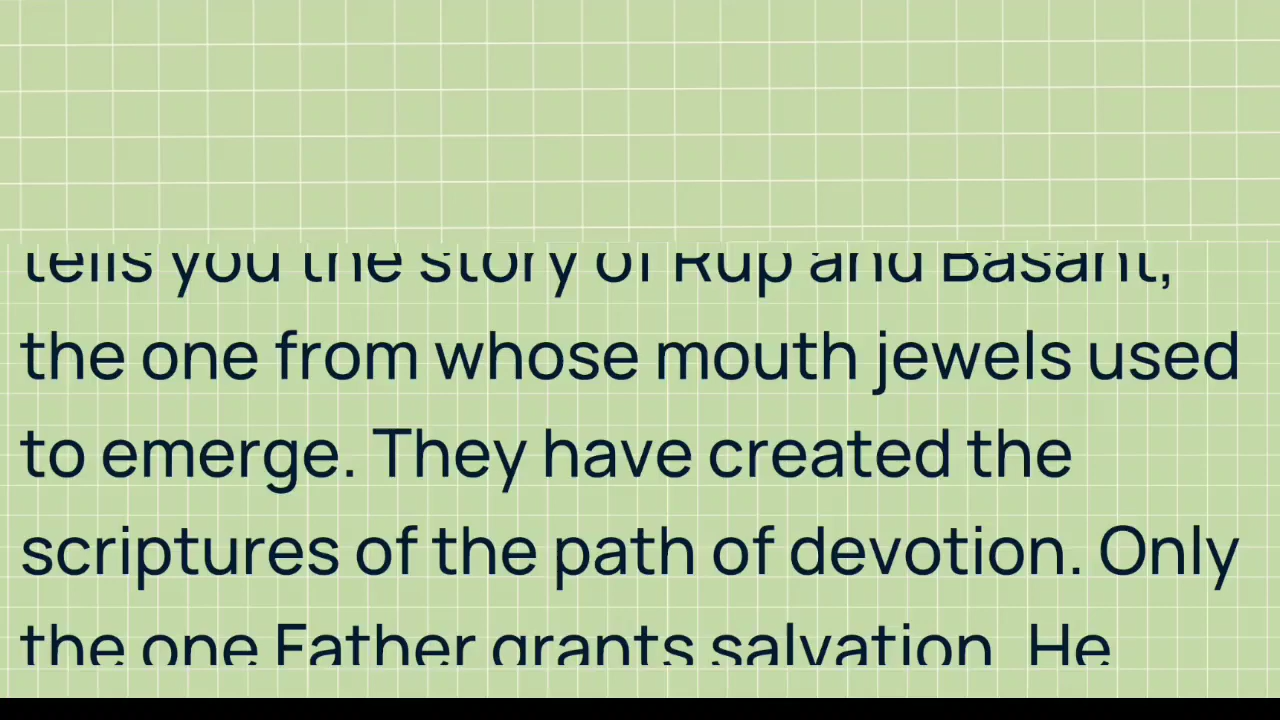 tells you the story of Rup and Basant,
the one from whose mouth jewels used
to emerge. They have created the
scriptures of the path of devotion. Only
the one Father grants salvation. He